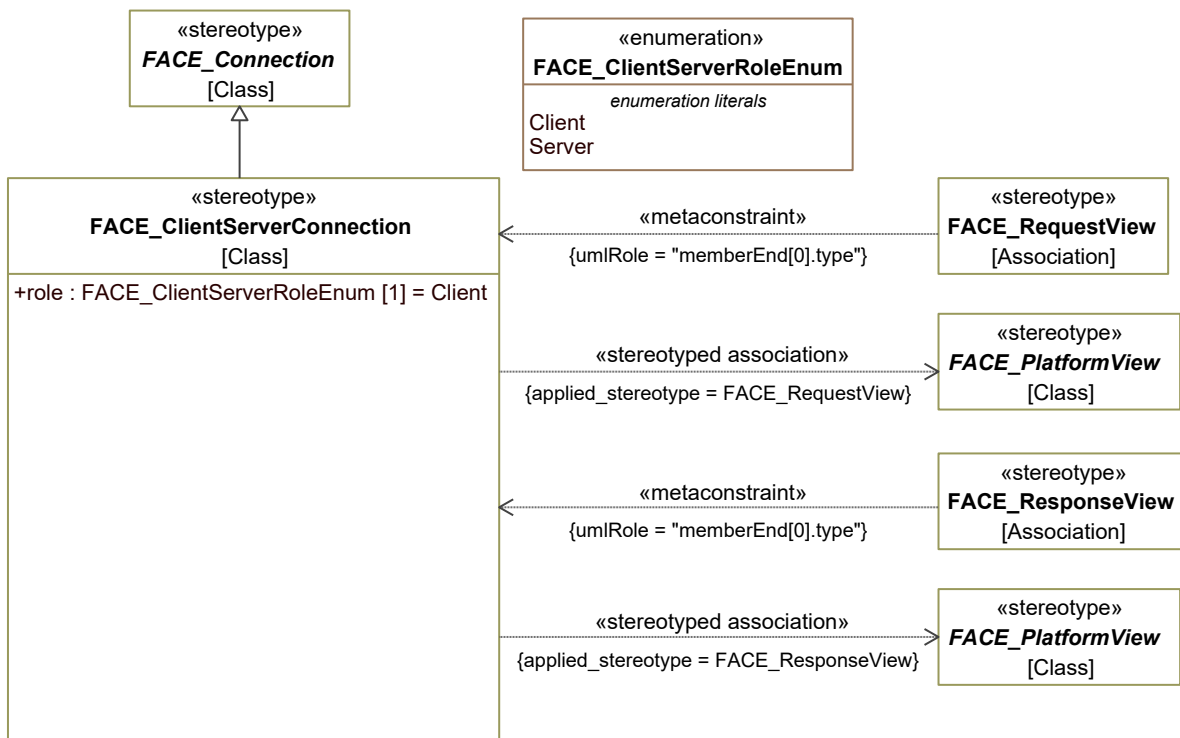 «stereotype»
FACE_Connection
[Class]
«enumeration»
FACE_ClientServerRoleEnum
enumeration literals
Client
Server
«stereotype»
FACE_ClientServerConnection
[Class]
+role : FACE_ClientServerRoleEnum [1] = Client
«metaconstraint»
{umlRole = "memberEnd[0].type"}
«stereotype»
FACE_RequestView
[Association]
«stereotyped association»
{applied_stereotype = FACE_RequestView}
«stereotype»
FACE_PlatformView
[Class]
«metaconstraint»
{umlRole = "memberEnd[0].type"}
«stereotype»
FACE_ResponseView
[Association]
«stereotyped association»
{applied_stereotype = FACE_ResponseView}
«stereotype»
FACE_PlatformView
[Class]